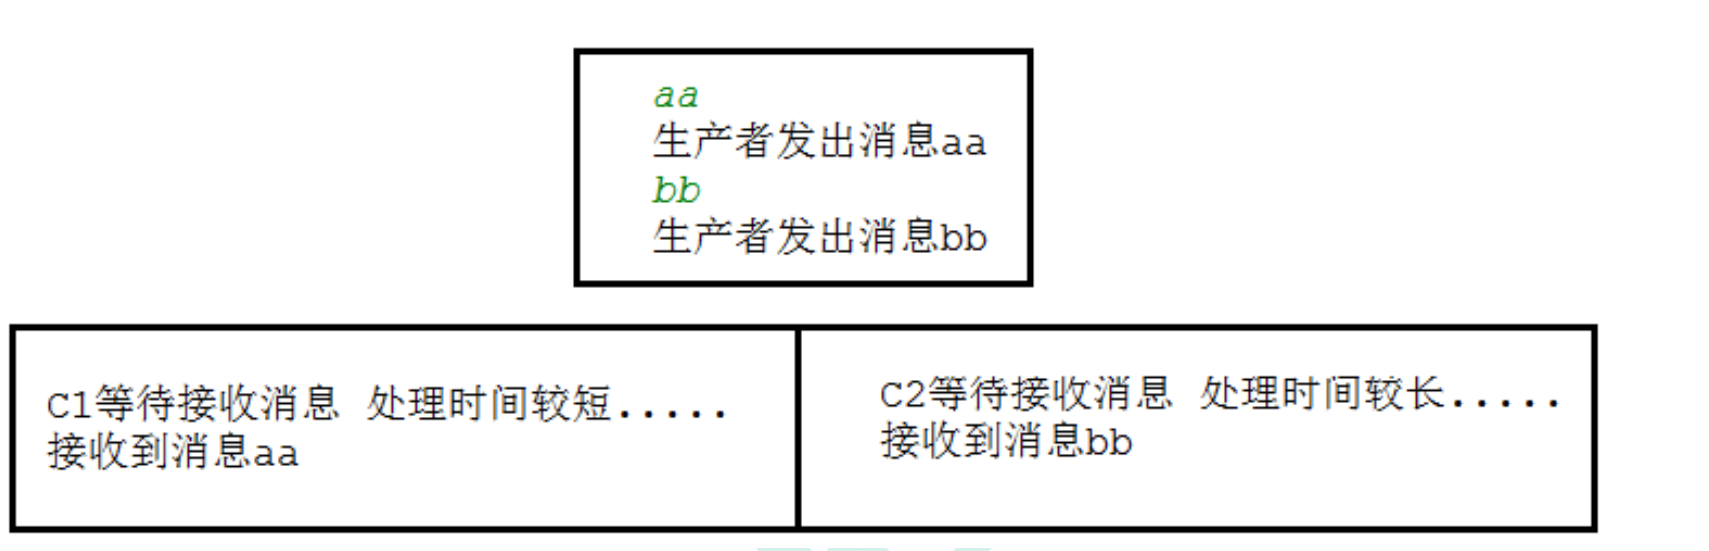 aa
生产者发出消息aa
bb
生产者发出消息bb
C1等待接收消息 处理时间较短.....
接收到消息aa
C2等待接收消息 处理时间较长.....
接收到消息bb